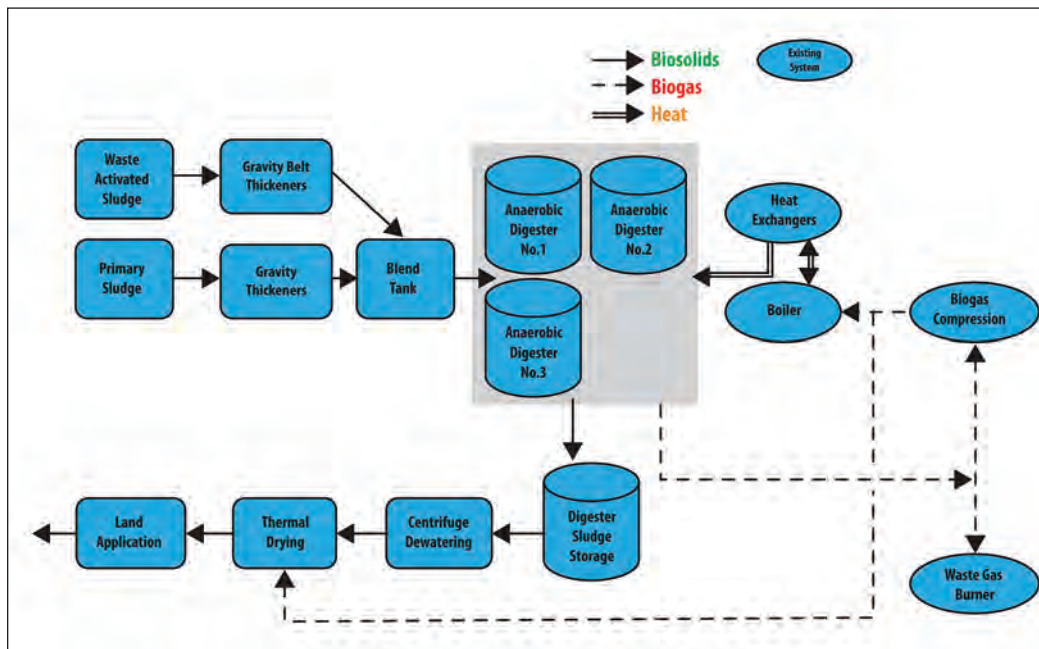 Biosolids
Biogas
Heat
Existing
System
Waste
Activated
Sludge
Gravity Belt
Thickeners
Primary
Sludge
Gravity
Thickeners
Blend
Tank
Anaerobic
Digester
No.1
Anaerobic
Digester
No.2
Anaerobic
Digester
No.3
Heat
Exchangers
Boiler
Biogas
Compression
Land
Application
Thermal
Drying
Centrifuge
Dewatering
Digester
Sludge
Storage
Waste Gas
Burner